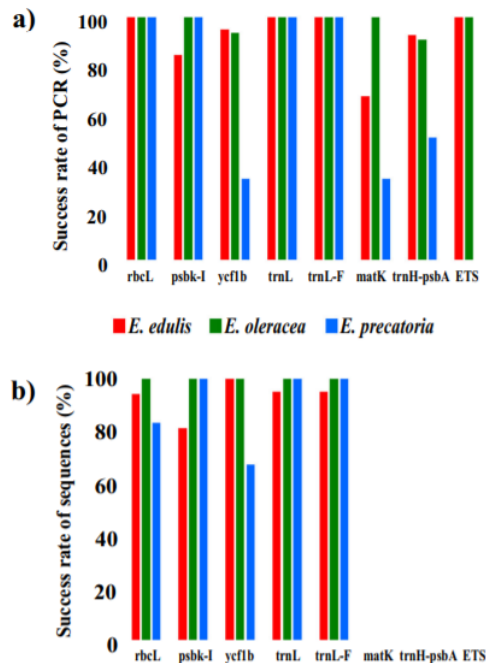 a)
Success rate of PCR (%)
100
80
60
40
20
0
rbcL psbk-I ycf1b trnL trnL-F matK trnH-psbA ETS
E. edulis E. oleracea E. precatoria
b)
Success rate of sequences (%)
100
80
60
40
20
0
rbcL psbk-I ycf1b trnL trnL-F matK trnH-psbA ETS